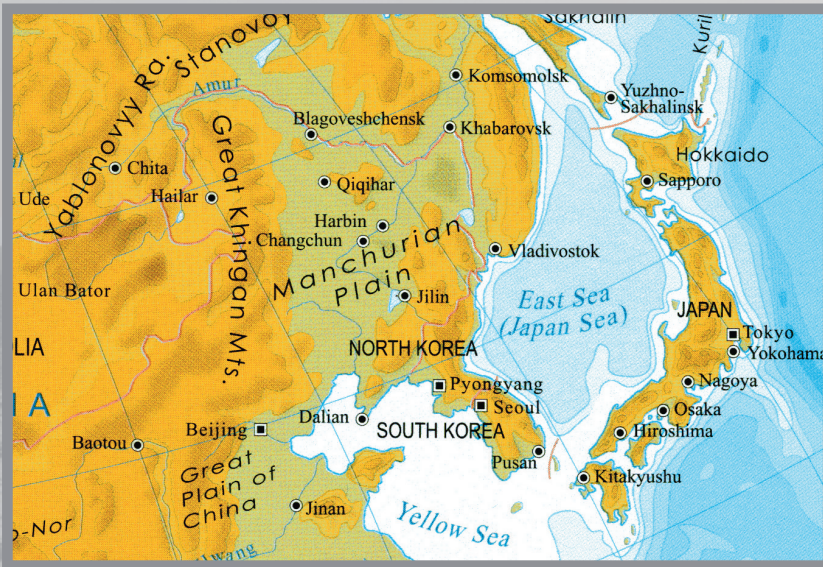 Sakhalin
Kuril
Stanovoy
Yablonovyy Ra.
Amur
Komsomolsk
Yuzhno-
Sakhalinsk
Blagoveshchensk
Khabarovsk
Great Khingan Mts.
Hokkaido
Chita
Ude
Hailar
Qiqihar
Sapporo
Harbin
Changchun
Manchurian
Plain
Vladivostok
Ulan Bator
Jilin
East Sea
(Japan Sea)
JAPAN
LIA
NORTH KOREA
Tokyo
Yokohama
I A
Pyongyang
Nagoya
Dalian
Seoul
Osaka
Beijing
SOUTH KOREA
Hiroshima
Baotou
Great
Plain of
China
Pusan
Kitakyushu
Jinan
o-Nor
Yellow Sea
lwang